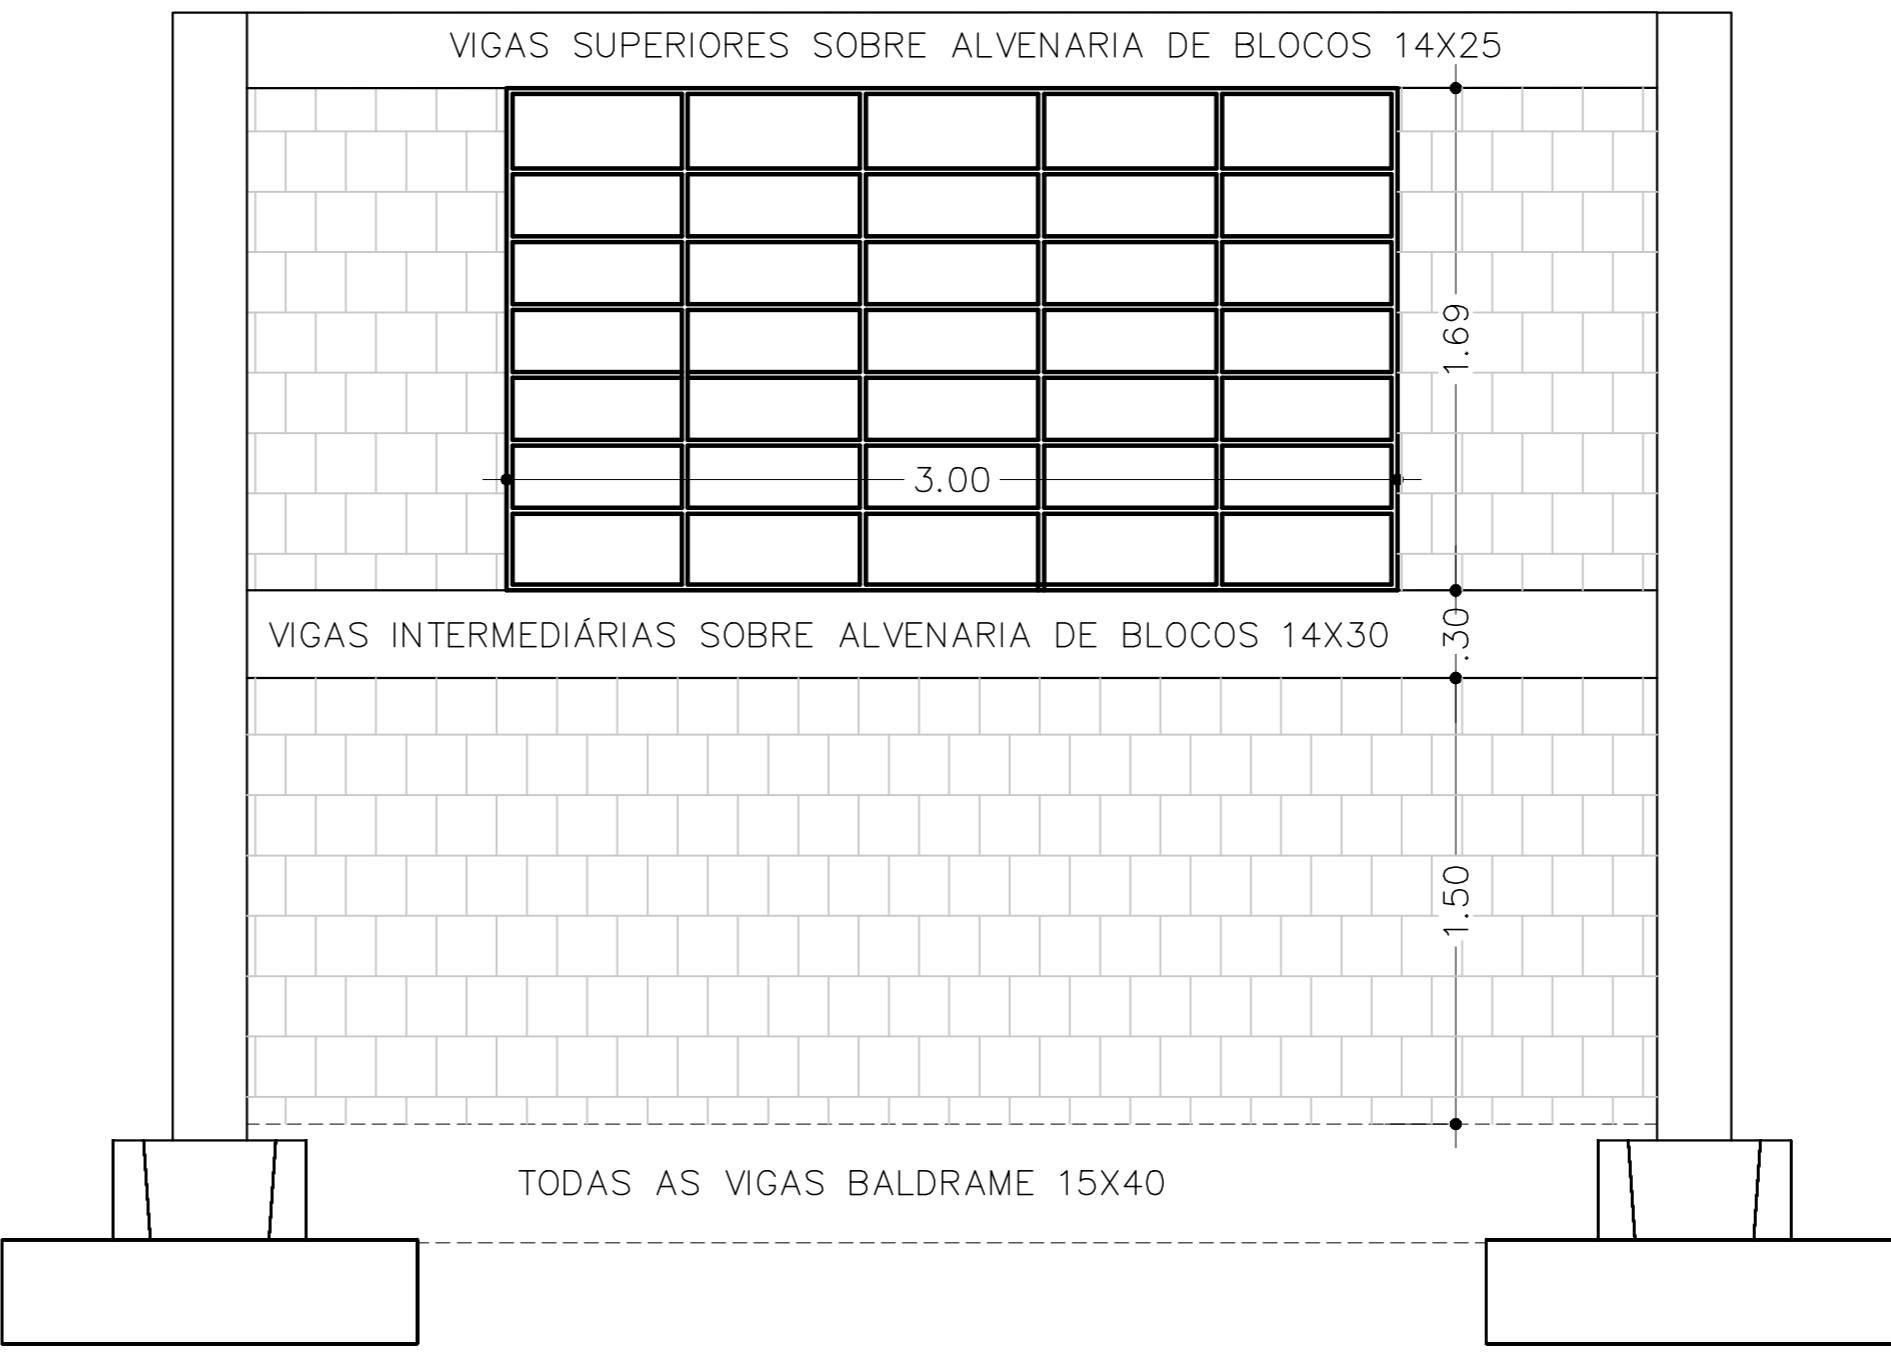 VIGAS SUPERIORES SOBRE ALVENARIA DE BLOCOS 14X25
1.69
3.00
VIGAS INTERMEDIÁRIAS SOBRE ALVENARIA DE BLOCOS 14X30
.30
1.50
TODAS AS VIGAS BALDRAME 15X40